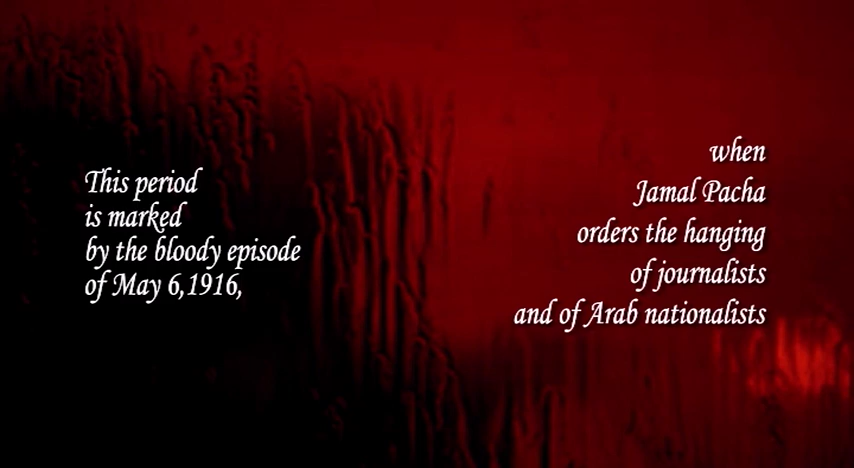 This period
is marked
by the bloody episode
of May 6,1916,
when
Jamal Pacha
orders the hanging
of journalists
and of Arab nationalists